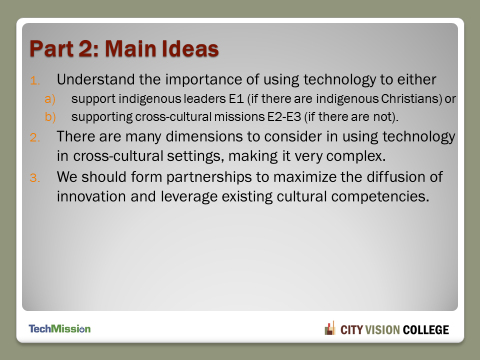 Part 2: Main Ideas
1. Understand the importance of using technology to either
a) support indigenous leaders E1 (if there are indigenous Christians) or
b) supporting cross-cultural missions E2-E3 (if there are not).
2. There are many dimensions to consider in using technology
in cross-cultural settings, making it very complex.
3. We should form partnerships to maximize the diffusion of
innovation and leverage existing cultural competencies.
TechMission
CITY VISION COLLEGE